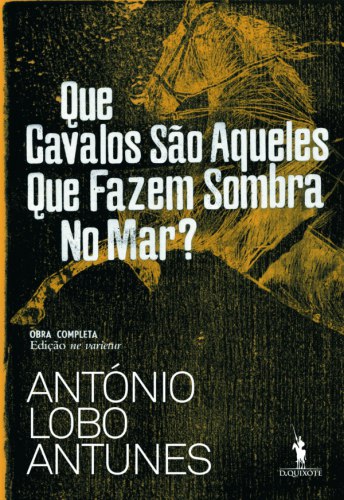 Que
Cavalos São Aqueles
Que Fazem Sombra
No Mar?
OBRA COMPLETA
Edição ne varietur
ANTÓNIO
LOBO
ANTUNES
D.QUIXOTE